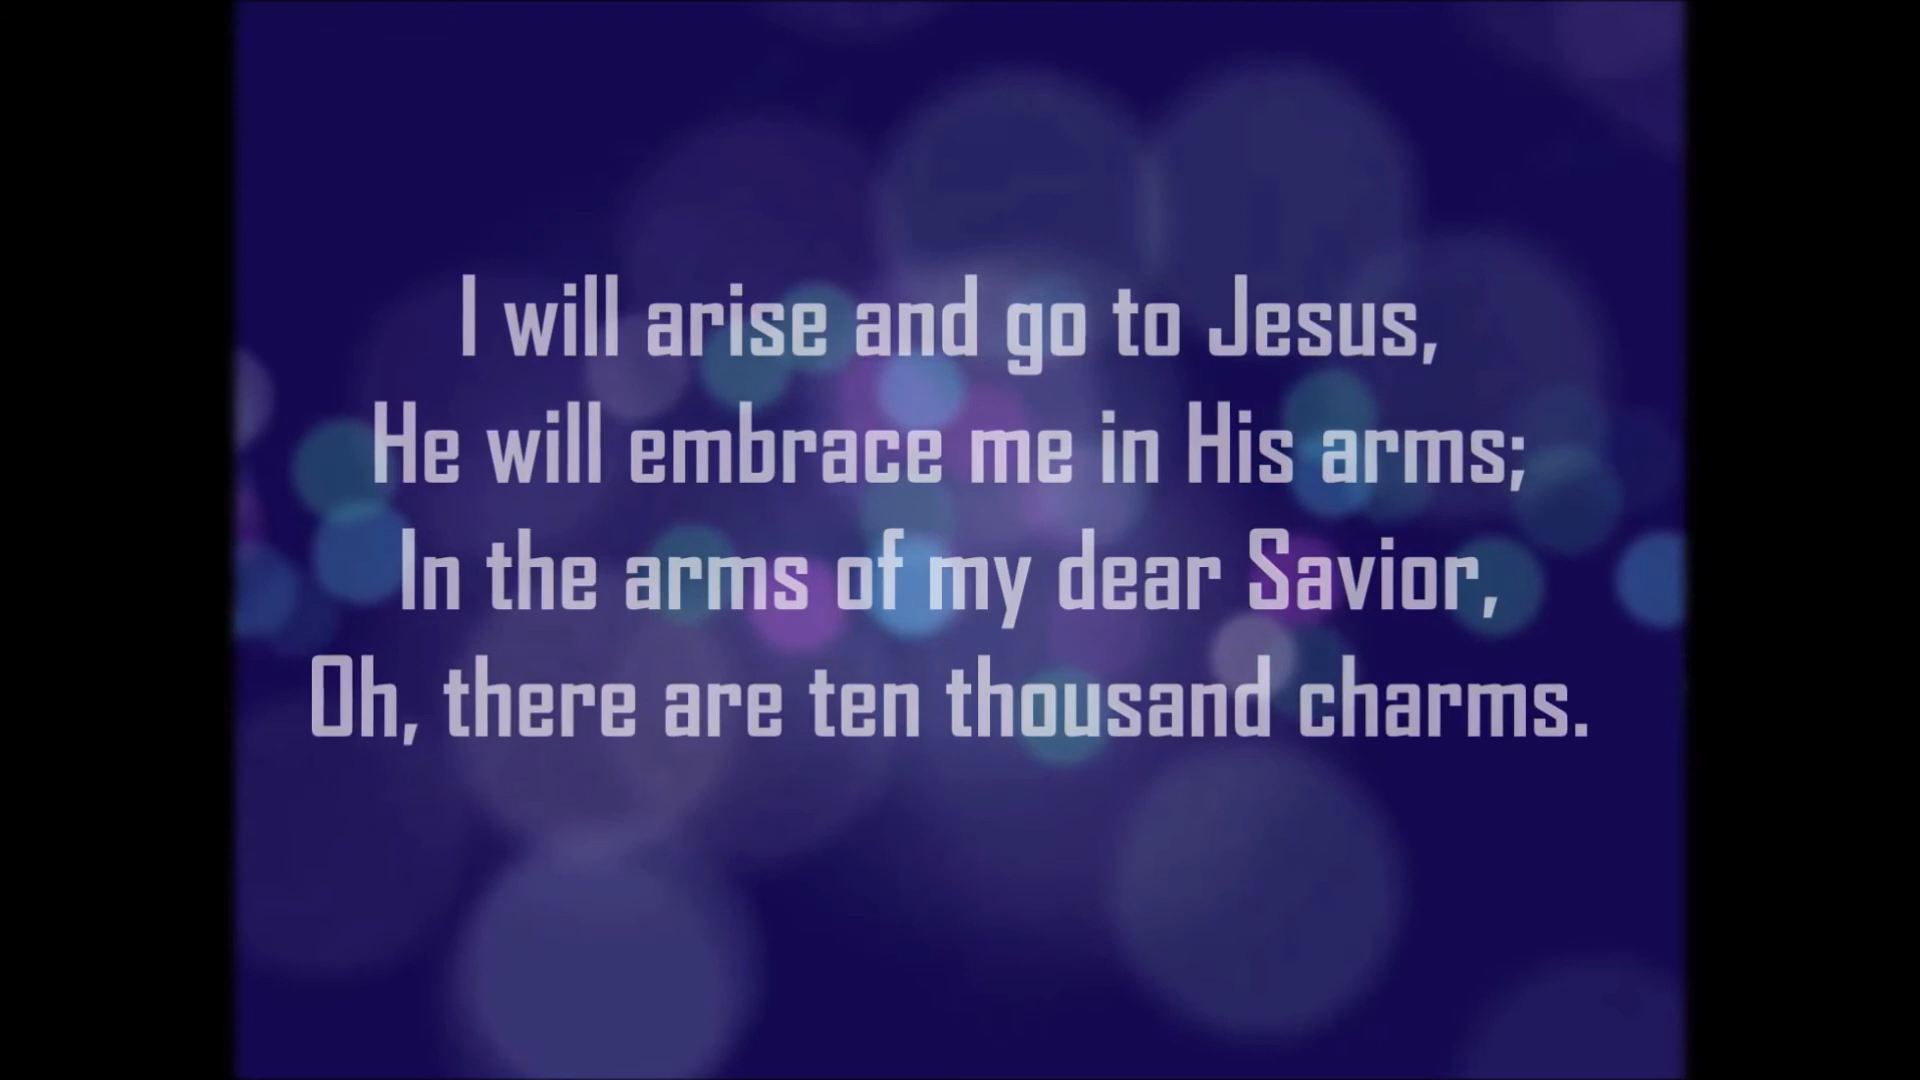 I will arise and go to Jesus,
He will embrace me in His arms;
In the arms of my dear Savior,
Oh, there are ten thousand charms.